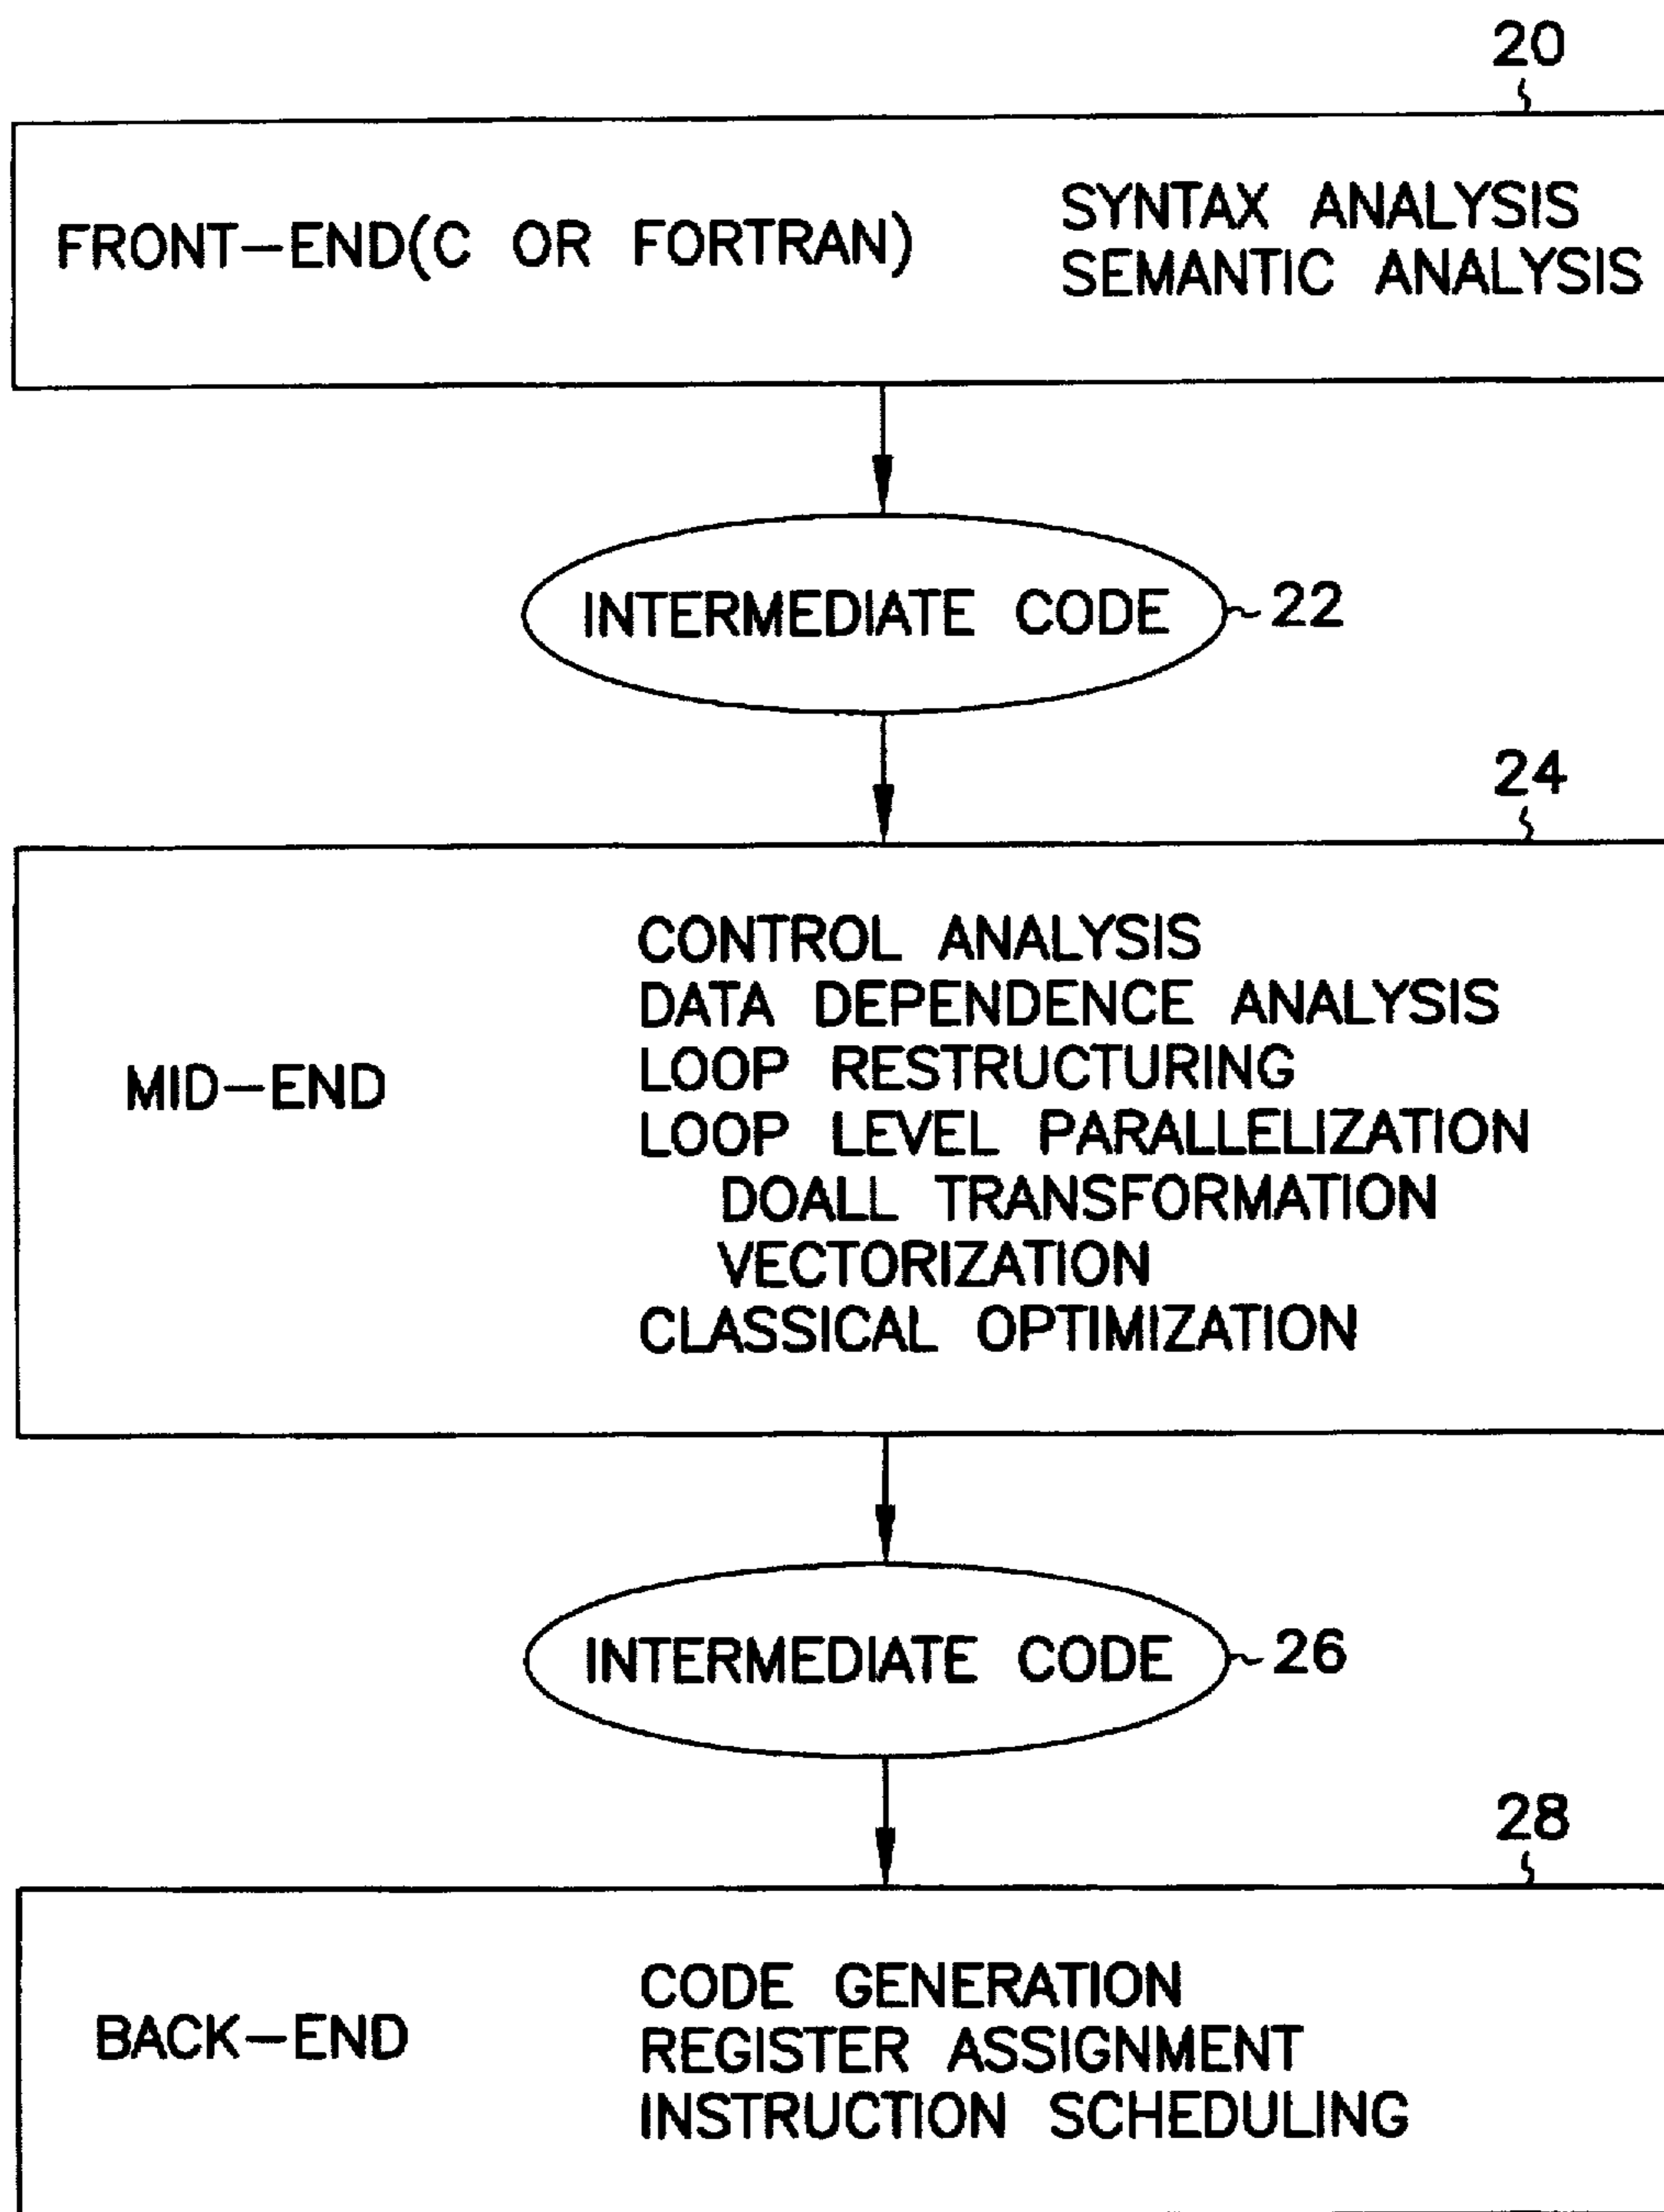 20
FRONT—END(C OR FORTRAN)
SYNTAX ANALYSIS
SEMANTIC ANALYSIS
INTERMEDIATE CODE
22
24
MID—END
CONTROL ANALYSIS
DATA DEPENDENCE ANALYSIS
LOOP RESTRUCTURING
LOOP LEVEL PARALLELIZATION
DOALL TRANSFORMATION
VECTORIZATION
CLASSICAL OPTIMIZATION
INTERMEDIATE CODE
26
28
BACK—END
CODE GENERATION
REGISTER ASSIGNMENT
INSTRUCTION SCHEDULING